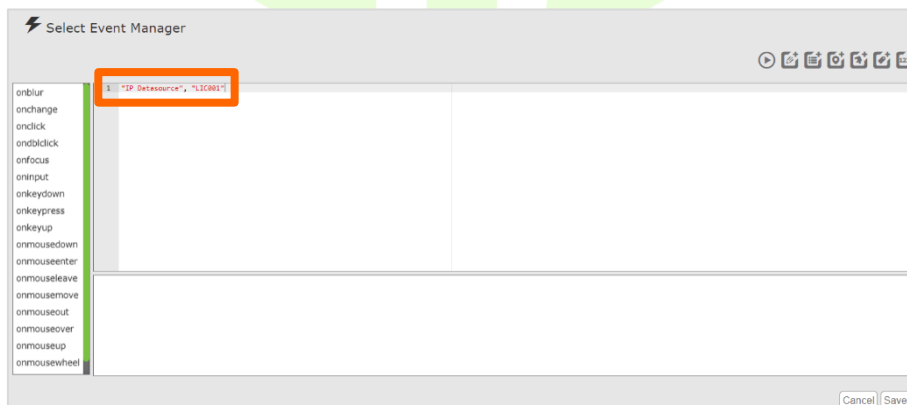 Select Event Manager
onblur
onchange
onclick
ondblclick
onfocus
oninput
onkeydown
onkeypress
onkeyup
onmousedown
onmouseenter
onmouseleave
onmousemove
onmouseout
onmouseover
onmouseup
onmousewheel
1 "IP Datasource", "LIC001"
Cancel Save